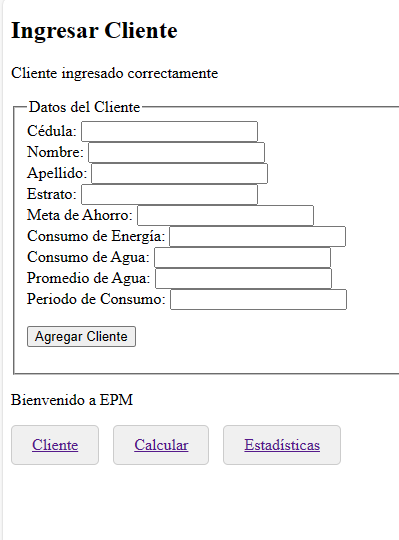 Ingresar Cliente
Cliente ingresado correctamente
Datos del Cliente
Cédula:
Nombre:
Apellido:
Estrato:
Meta de Ahorro:
Consumo de Energía:
Consumo de Agua:
Promedio de Agua:
Periodo de Consumo:
Agregar Cliente
Bienvenido a EPM
Cliente Calcular Estadísticas